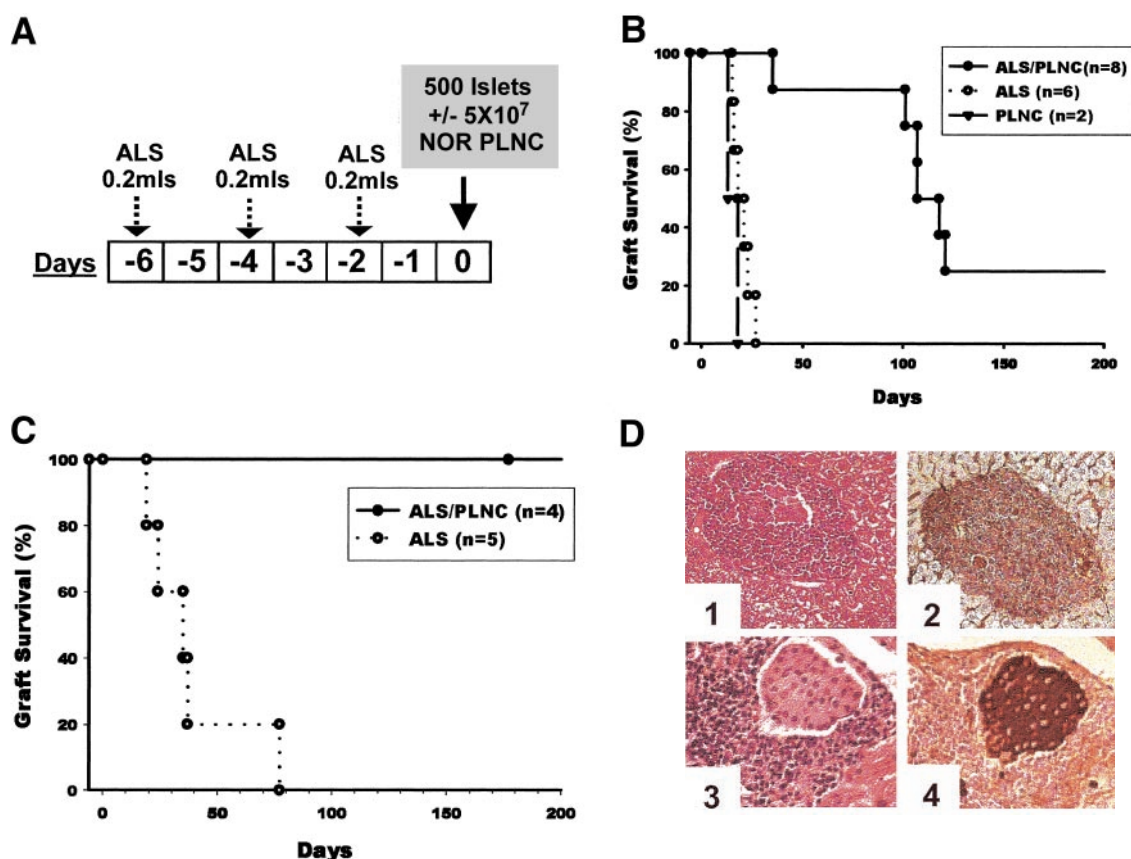 A
500 Islets
+/- 5X10⁷
NOR PLNC
ALS ALS ALS
0.2mls 0.2mls 0.2mls
Days -6 -5 -4 -3 -2 -1 0
B
ALS/PLNC(n=8)
ALS (n=6)
PLNC (n=2)
Graft Survival (%)
100
80
60
40
20
0
0 50 100 150 200
Days
C
ALS/PLNC (n=4)
ALS (n=5)
Graft Survival (%)
100
80
60
40
20
0
0 50 100 150 200
Days
D
1 2
3 4